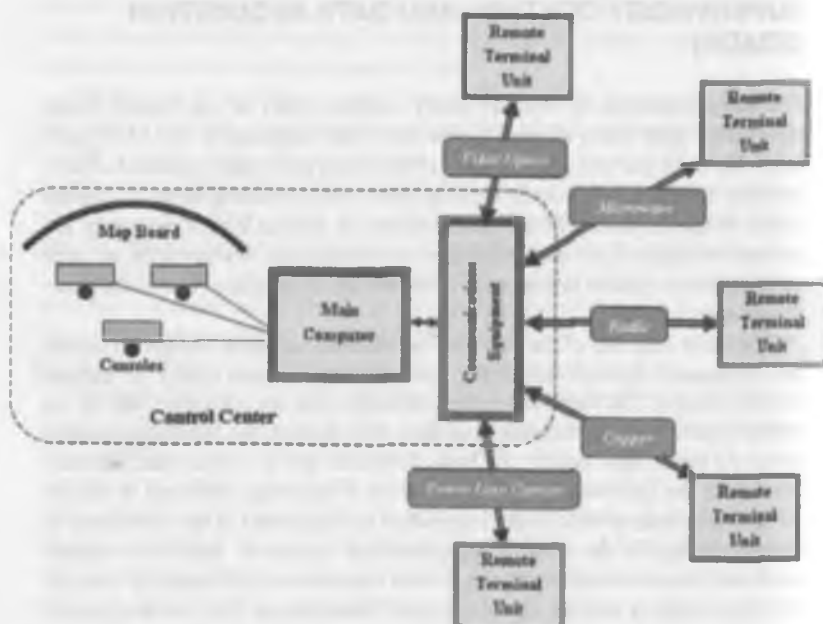 Remote
Terminal
Unit
Remote
Terminal
Unit
Fiber Optics
Microwave
Map Board
Main
Computer
Communication
Equipment
Radio
Remote
Terminal
Unit
Consoles
Control Center
Copper
Power Line Carrier
Remote
Terminal
Unit
Remote
Terminal
Unit